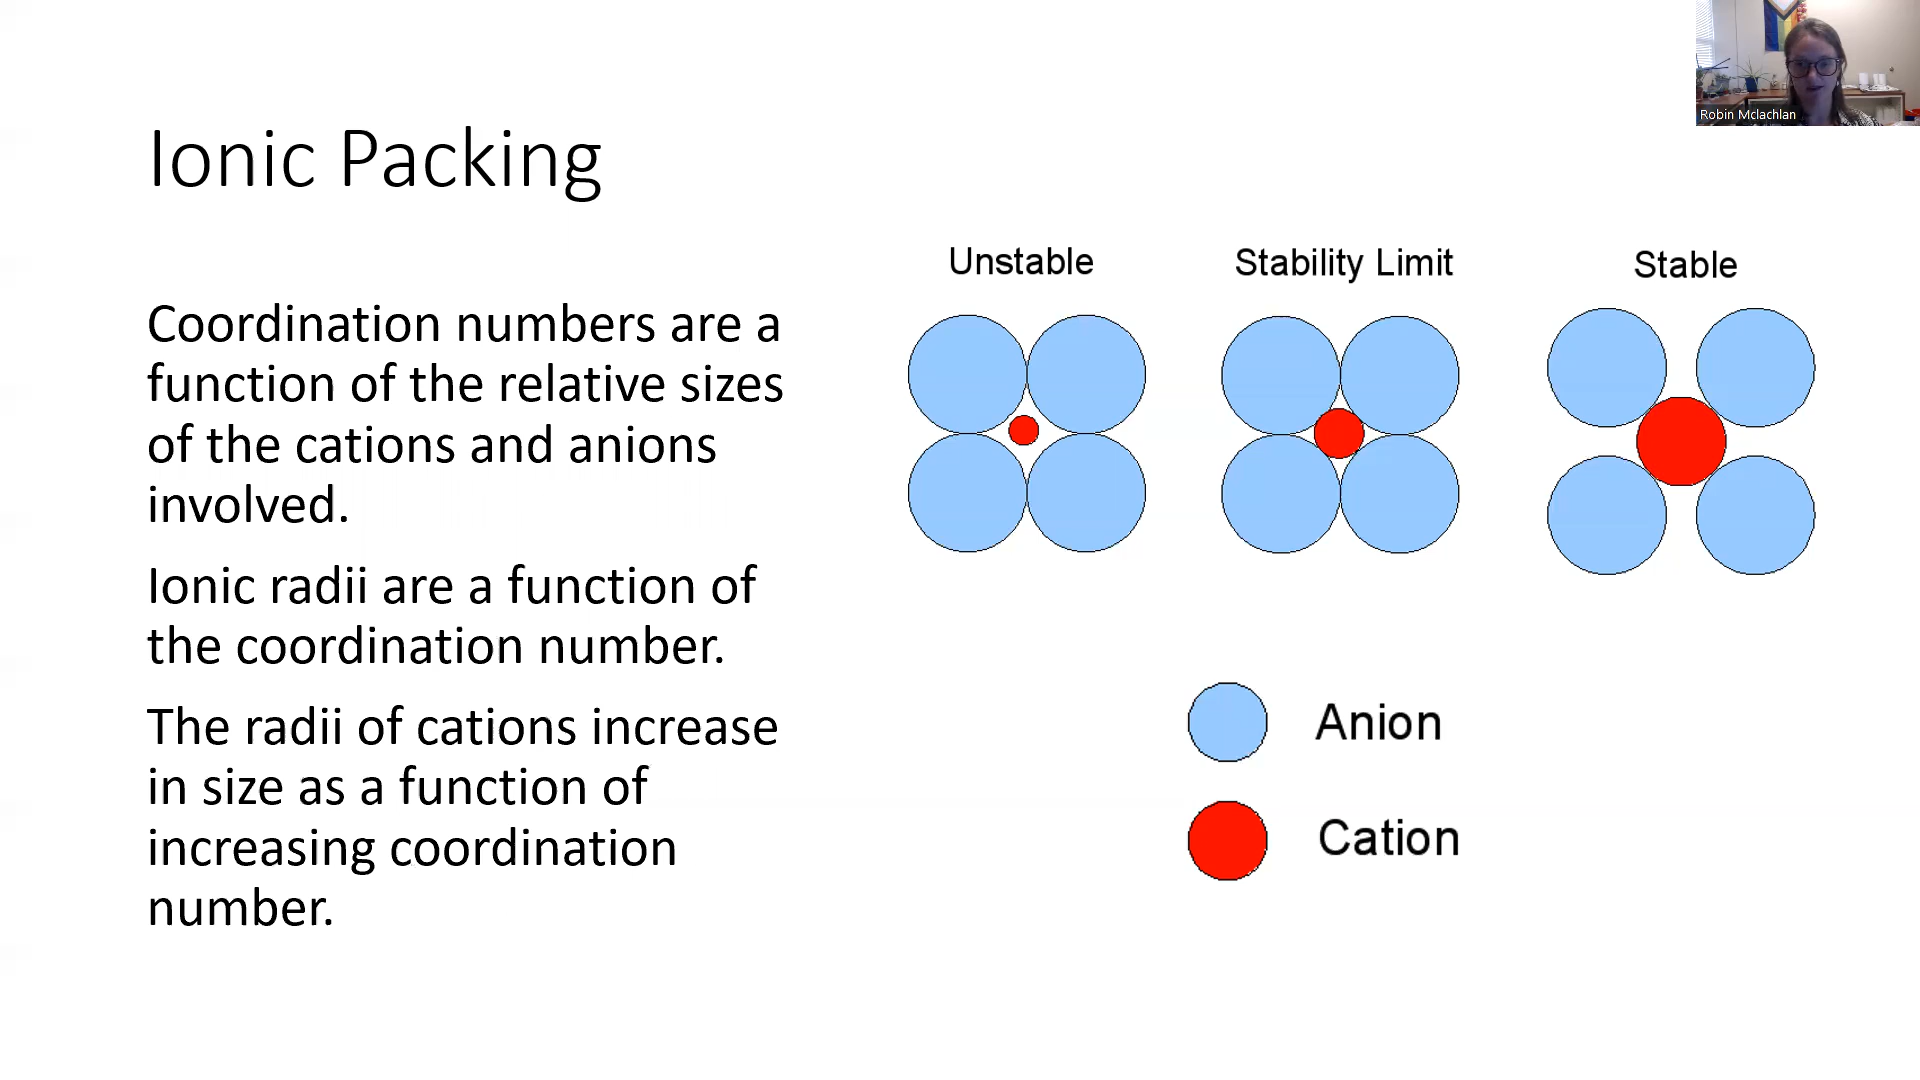 Robin Mclachlan
Ionic Packing
Coordination numbers are a
function of the relative sizes
of the cations and anions
involved.
Ionic radii are a function of
the coordination number.
The radii of cations increase
in size as a function of
increasing coordination
number.
Unstable
Stability Limit
Stable
Anion
Cation